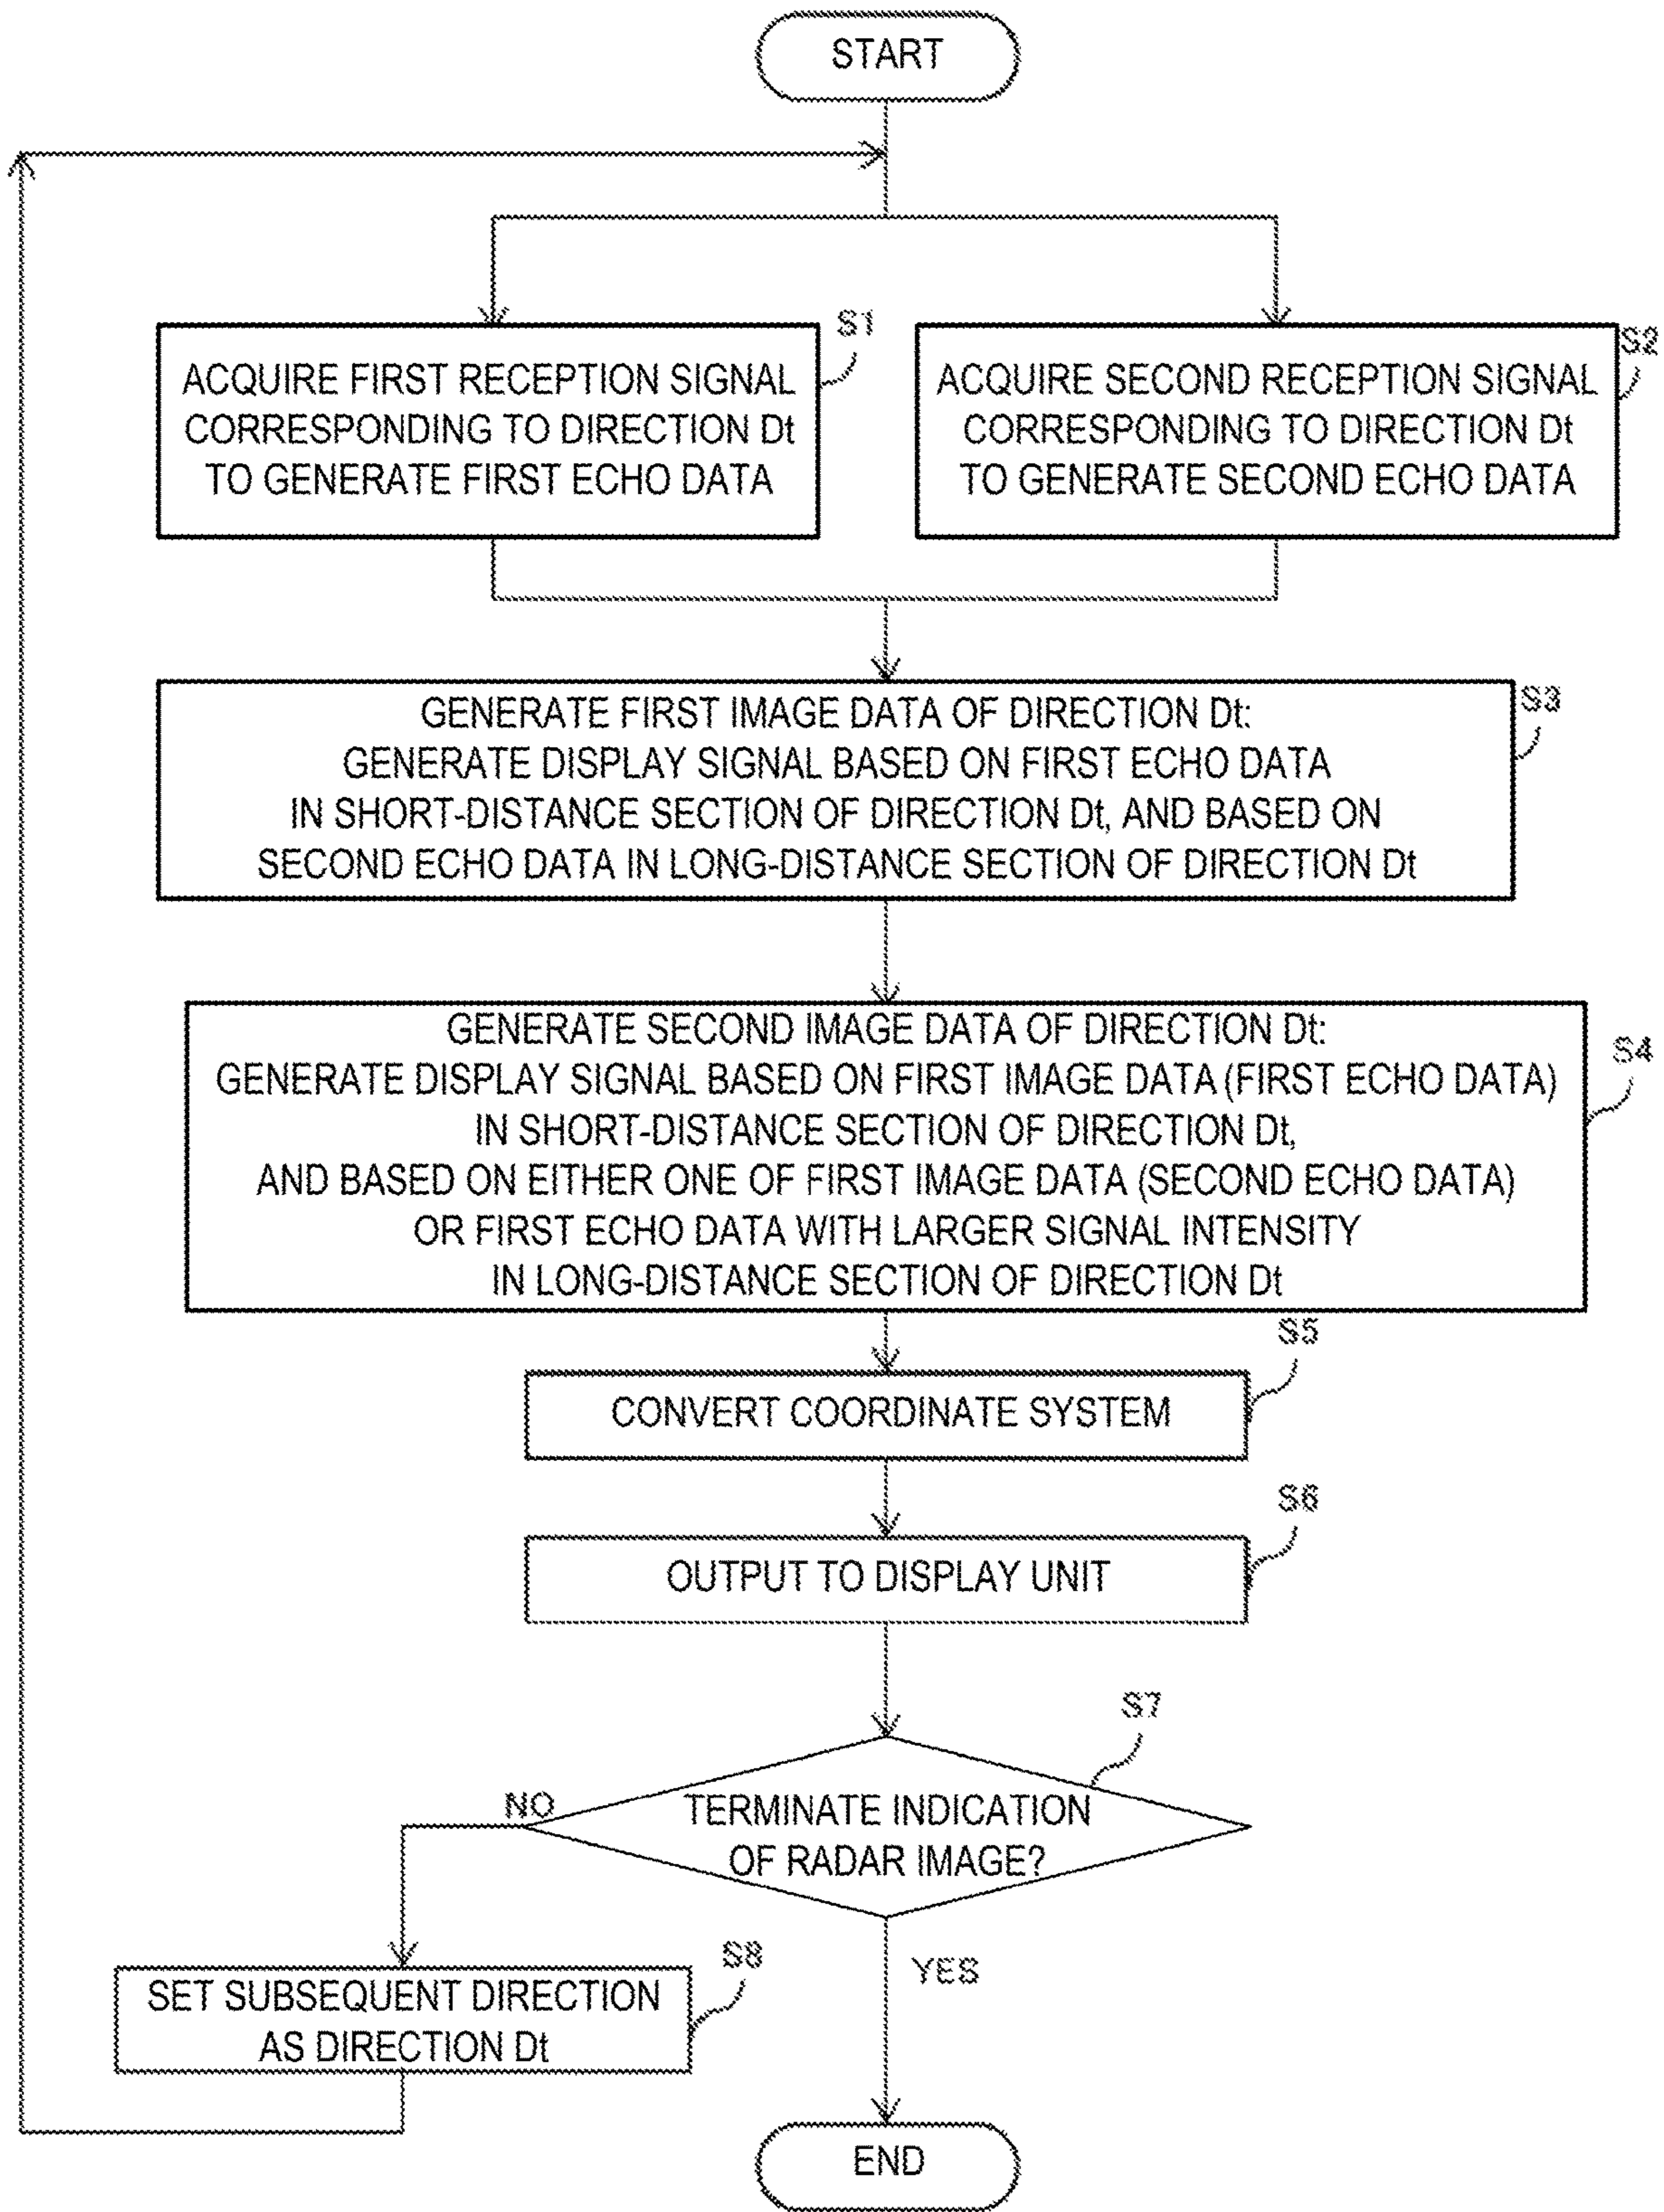 START
S1
ACQUIRE FIRST RECEPTION SIGNAL
CORRESPONDING TO DIRECTION Dt
TO GENERATE FIRST ECHO DATA
S2
ACQUIRE SECOND RECEPTION SIGNAL
CORRESPONDING TO DIRECTION Dt
TO GENERATE SECOND ECHO DATA
S3
GENERATE FIRST IMAGE DATA OF DIRECTION Dt:
GENERATE DISPLAY SIGNAL BASED ON FIRST ECHO DATA
IN SHORT-DISTANCE SECTION OF DIRECTION Dt, AND BASED ON
SECOND ECHO DATA IN LONG-DISTANCE SECTION OF DIRECTION Dt
S4
GENERATE SECOND IMAGE DATA OF DIRECTION Dt:
GENERATE DISPLAY SIGNAL BASED ON FIRST IMAGE DATA (FIRST ECHO DATA)
IN SHORT-DISTANCE SECTION OF DIRECTION Dt,
AND BASED ON EITHER ONE OF FIRST IMAGE DATA (SECOND ECHO DATA)
OR FIRST ECHO DATA WITH LARGER SIGNAL INTENSITY
IN LONG-DISTANCE SECTION OF DIRECTION Dt
S5
CONVERT COORDINATE SYSTEM
S6
OUTPUT TO DISPLAY UNIT
S7
TERMINATE INDICATION
OF RADAR IMAGE?
NO
YES
S8
SET SUBSEQUENT DIRECTION
AS DIRECTION Dt
END